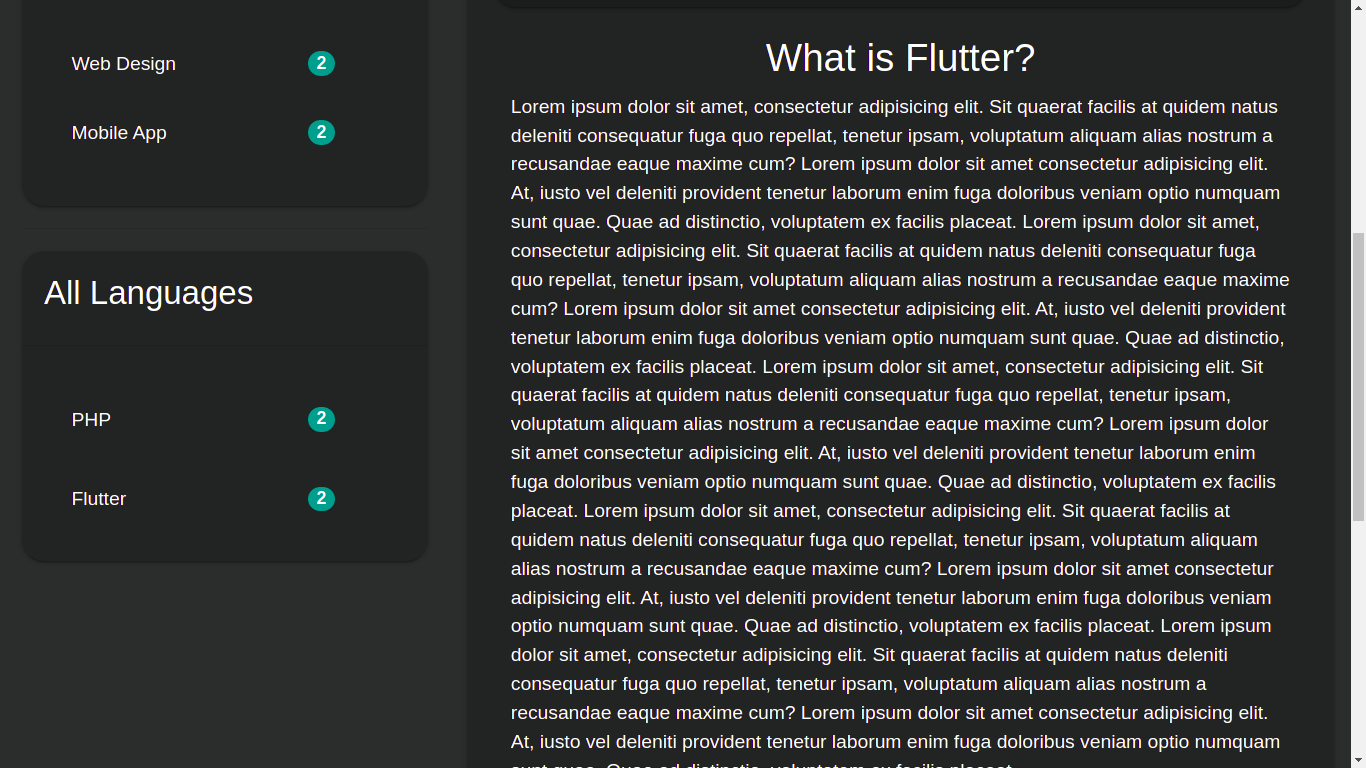 Web Design 2
Mobile App 2
All Languages
PHP 2
Flutter 2
What is Flutter?
Lorem ipsum dolor sit amet, consectetur adipisicing elit. Sit quaerat facilis at quidem natus
deleniti consequatur fuga quo repellat, tenetur ipsam, voluptatum aliquam alias nostrum a
recusandae eaque maxime cum? Lorem ipsum dolor sit amet consectetur adipisicing elit.
At, iusto vel deleniti provident tenetur laborum enim fuga doloribus veniam optio numquam
sunt quae. Quae ad distinctio, voluptatem ex facilis placeat. Lorem ipsum dolor sit amet,
consectetur adipisicing elit. Sit quaerat facilis at quidem natus deleniti consequatur fuga
quo repellat, tenetur ipsam, voluptatum aliquam alias nostrum a recusandae eaque maxime
cum? Lorem ipsum dolor sit amet consectetur adipisicing elit. At, iusto vel deleniti provident
tenetur laborum enim fuga doloribus veniam optio numquam sunt quae. Quae ad distinctio,
voluptatem ex facilis placeat. Lorem ipsum dolor sit amet, consectetur adipisicing elit. Sit
quaerat facilis at quidem natus deleniti consequatur fuga quo repellat, tenetur ipsam,
voluptatum aliquam alias nostrum a recusandae eaque maxime cum? Lorem ipsum dolor
sit amet consectetur adipisicing elit. At, iusto vel deleniti provident tenetur laborum enim
fuga doloribus veniam optio numquam sunt quae. Quae ad distinctio, voluptatem ex facilis
placeat. Lorem ipsum dolor sit amet, consectetur adipisicing elit. Sit quaerat facilis at
quidem natus deleniti consequatur fuga quo repellat, tenetur ipsam, voluptatum aliquam
alias nostrum a recusandae eaque maxime cum? Lorem ipsum dolor sit amet consectetur
adipisicing elit. At, iusto vel deleniti provident tenetur laborum enim fuga doloribus veniam
optio numquam sunt quae. Quae ad distinctio, voluptatem ex facilis placeat. Lorem ipsum
dolor sit amet, consectetur adipisicing elit. Sit quaerat facilis at quidem natus deleniti
consequatur fuga quo repellat, tenetur ipsam, voluptatum aliquam alias nostrum a
recusandae eaque maxime cum? Lorem ipsum dolor sit amet consectetur adipisicing elit.
At, iusto vel deleniti provident tenetur laborum enim fuga doloribus veniam optio numquam